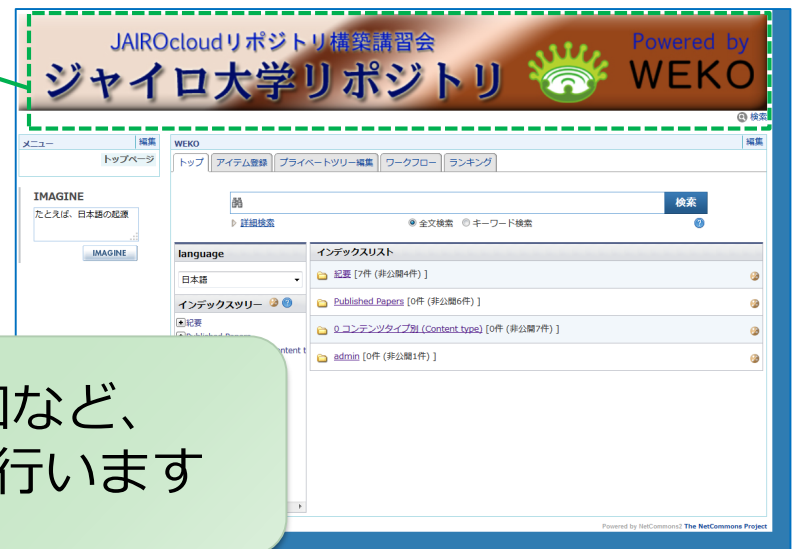 JAIROcloudリポジトリ構築講習会
ジャイロ大学リポジトリ
Powered by
WEKO
検索
メニュー
編集
トップページ
IMAGINE
たとえば、日本語の起源
IMAGINE
WEKO
編集
トップ
アイテム登録
プライベートツリー編集
ワークフロー
ランキング
検索
詳細検索
全文検索
キーワード検索
language
日本語
インデックスツリー
紀要
インデックスリスト
紀要 [7件 (非公開4件) ]
Published Papers [0件 (非公開6件) ]
0 コンテンツタイプ別 (Content type) [0件 (非公開7件) ]
admin [0件 (非公開1件) ]
など、
行います
Powered by NetCommons2 The NetCommons Project